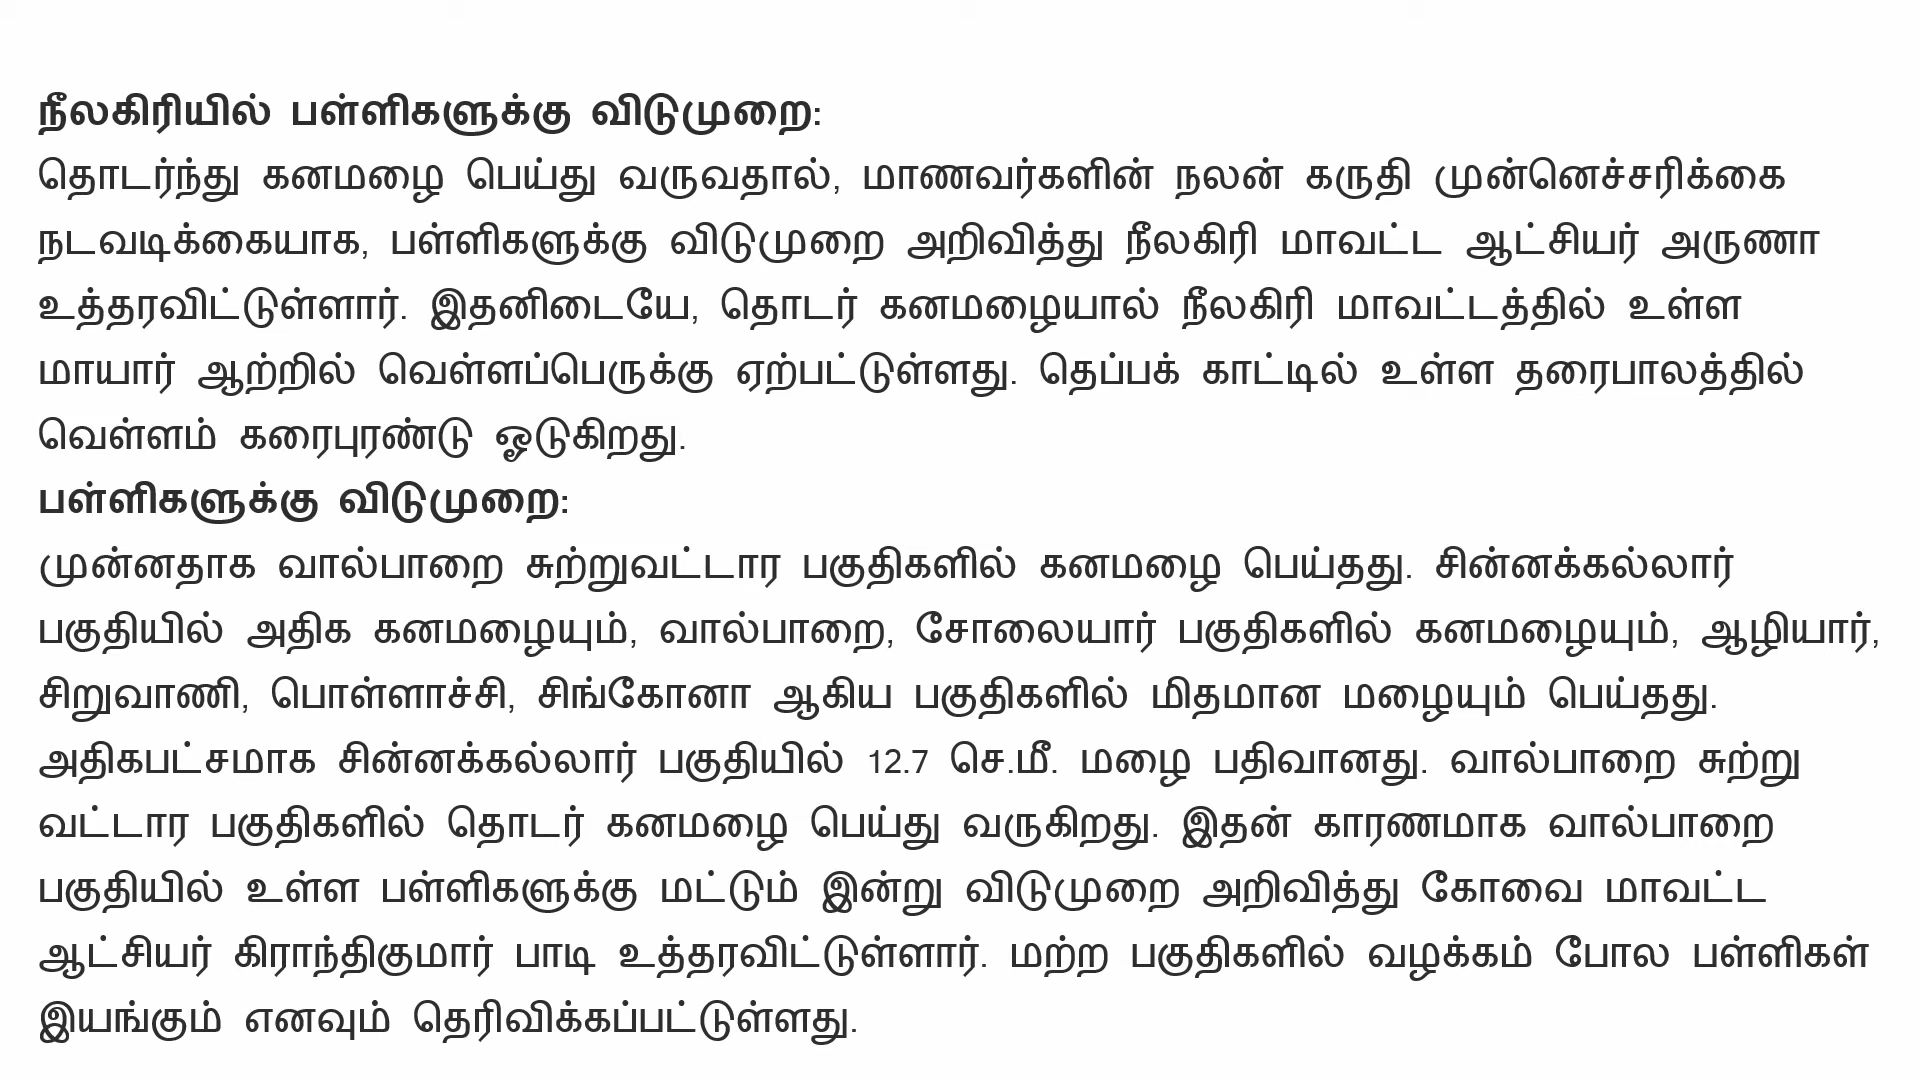 நீலகிரியில் பள்ளிகளுக்கு விடுமுறை:
தொடர்ந்து கனமழை பெய்து வருவதால், மாணவர்களின் நலன் கருதி முன்னெச்சரிக்கை
நடவடிக்கையாக, பள்ளிகளுக்கு விடுமுறை அறிவித்து நீலகிரி மாவட்ட ஆட்சியர் அருணா
உத்தரவிட்டுள்ளார். இதனிடையே, தொடர் கனமழையால் நீலகிரி மாவட்டத்தில் உள்ள
மாயார் ஆற்றில் வெள்ளப்பெருக்கு ஏற்பட்டுள்ளது. தெப்பக் காட்டில் உள்ள தரைபாலத்தில்
வெள்ளம் கரைபுரண்டு ஓடுகிறது.
பள்ளிகளுக்கு விடுமுறை:
முன்னதாக வால்பாறை சுற்றுவட்டார பகுதிகளில் கனமழை பெய்தது. சின்னக்கல்லார்
பகுதியில் அதிக கனமழையும், வால்பாறை, சோலையார் பகுதிகளில் கனமழையும், ஆழியார்,
சிறுவாணி, பொள்ளாச்சி, சிங்கோனா ஆகிய பகுதிகளில் மிதமான மழையும் பெய்தது.
அதிகபட்சமாக சின்னக்கல்லார் பகுதியில் 12.7 செ.மீ. மழை பதிவானது. வால்பாறை சுற்று
வட்டார பகுதிகளில் தொடர் கனமழை பெய்து வருகிறது. இதன் காரணமாக வால்பாறை
பகுதியில் உள்ள பள்ளிகளுக்கு மட்டும் இன்று விடுமுறை அறிவித்து கோவை மாவட்ட
ஆட்சியர் கிராந்திகுமார் பாடி உத்தரவிட்டுள்ளார். மற்ற பகுதிகளில் வழக்கம் போல பள்ளிகள்
இயங்கும் எனவும் தெரிவிக்கப்பட்டுள்ளது.